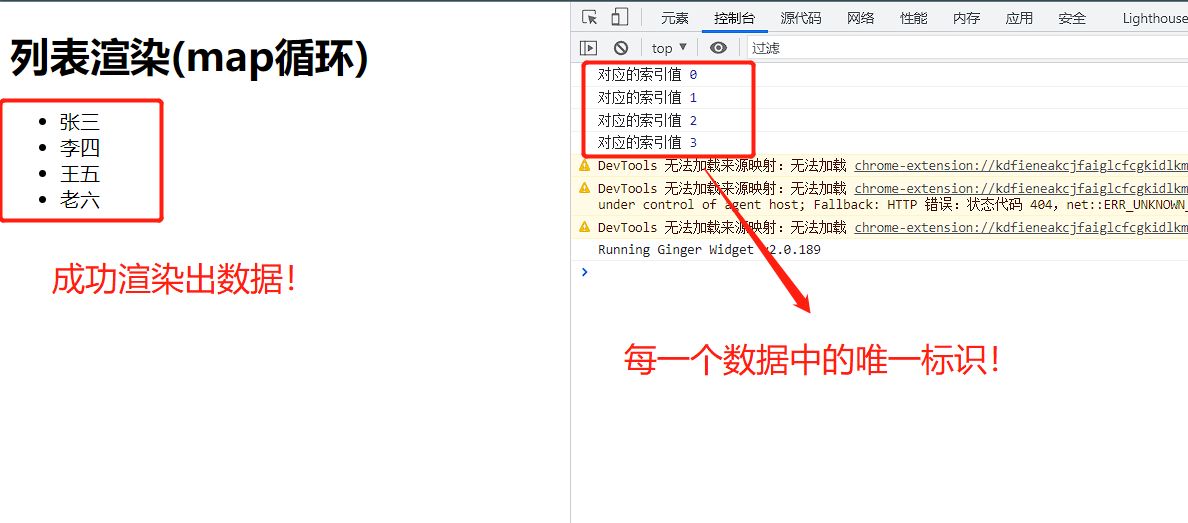 列表渲染(map循环)
张三
李四
王五
老六
成功渲染出数据！
元素 控制台 源代码 网络 性能 内存 应用 安全 Lighthouse
top 过滤
对应的索引值 0
对应的索引值 1
对应的索引值 2
对应的索引值 3
DevTools 无法加载来源映射：无法加载 chrome-extension://kdfieneakcjfaiglcfcgkidlkm
DevTools 无法加载来源映射：无法加载 chrome-extension://kdfieneakcjfaiglcfcgkidlkm
under control of agent host; Fallback: HTTP 错误：状态代码 404，net::ERR_UNKNOWN_
DevTools 无法加载来源映射：无法加载 chrome-extension://kdfieneakcjfaiglcfcgkidlkm
Running Ginger Widget v2.0.189
每一个数据中的唯一标识！